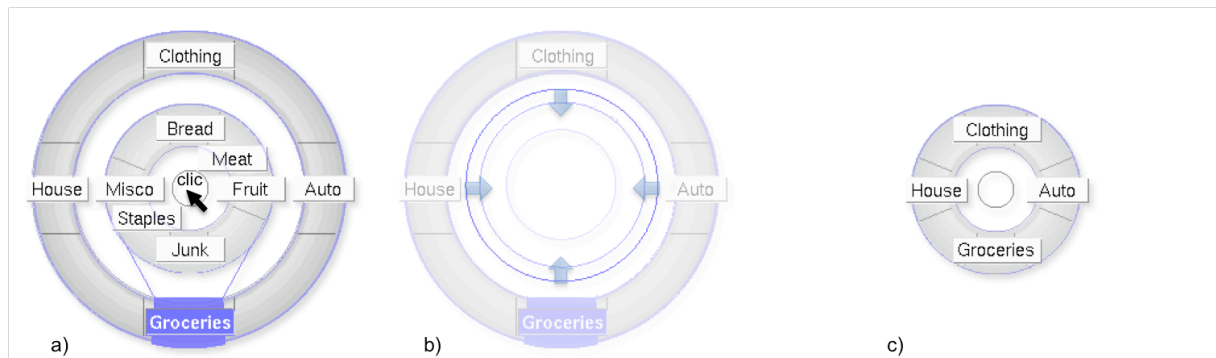 Clothing
Bread
Meat
clic
House
Misco
Fruit
Auto
Staples
Junk
Groceries
a)
Clothing
House
Auto
Groceries
b)
Clothing
House
Auto
Groceries
c)